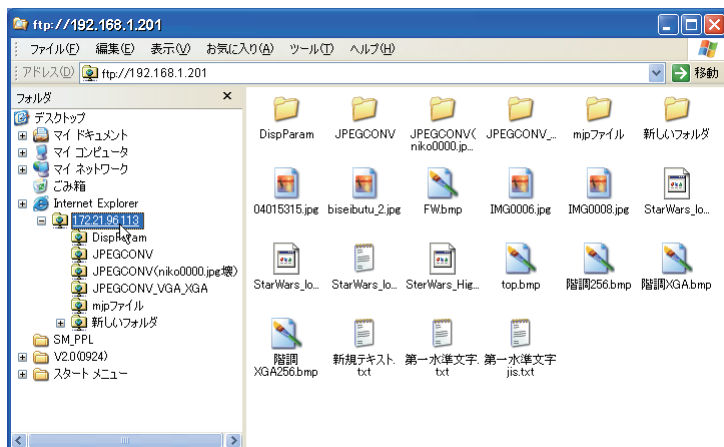 ftp://192.168.1.201
ファイル(F) 編集(E) 表示(V) お気に入り(A) ツール(T) ヘルプ(H)
アドレス(D) ftp://192.168.1.201 移動
フォルダ
デスクトップ
マイ ドキュメント
マイ コンピュータ
マイ ネットワーク
ごみ箱
Internet Explorer
172.21.96.113
DispParam
JPEGCONV
JPEGCONV(niko0000.jpg壊)
JPEGCONV_VGA_XGA
mjpファイル
新しいフォルダ
SM_PPL
V2.0(0924)
スタート メニュー
DispParam JPEGCONV JPEGCONV(niko0000.jp... JPEGCONV_... mjpファイル 新しいフォルダ
04015315.jpg biseibutu_2.jpg FW.bmp IMG0006.jpg IMG0008.jpg StarWars_lo...
StarWars_lo... StarWars_lo... SterWars_Hig... top.bmp 階調256.bmp 階調XGA.bmp
階調XGA256.bmp 新規テキスト.txt 第一水準文字.txt 第一水準文字jis.txt